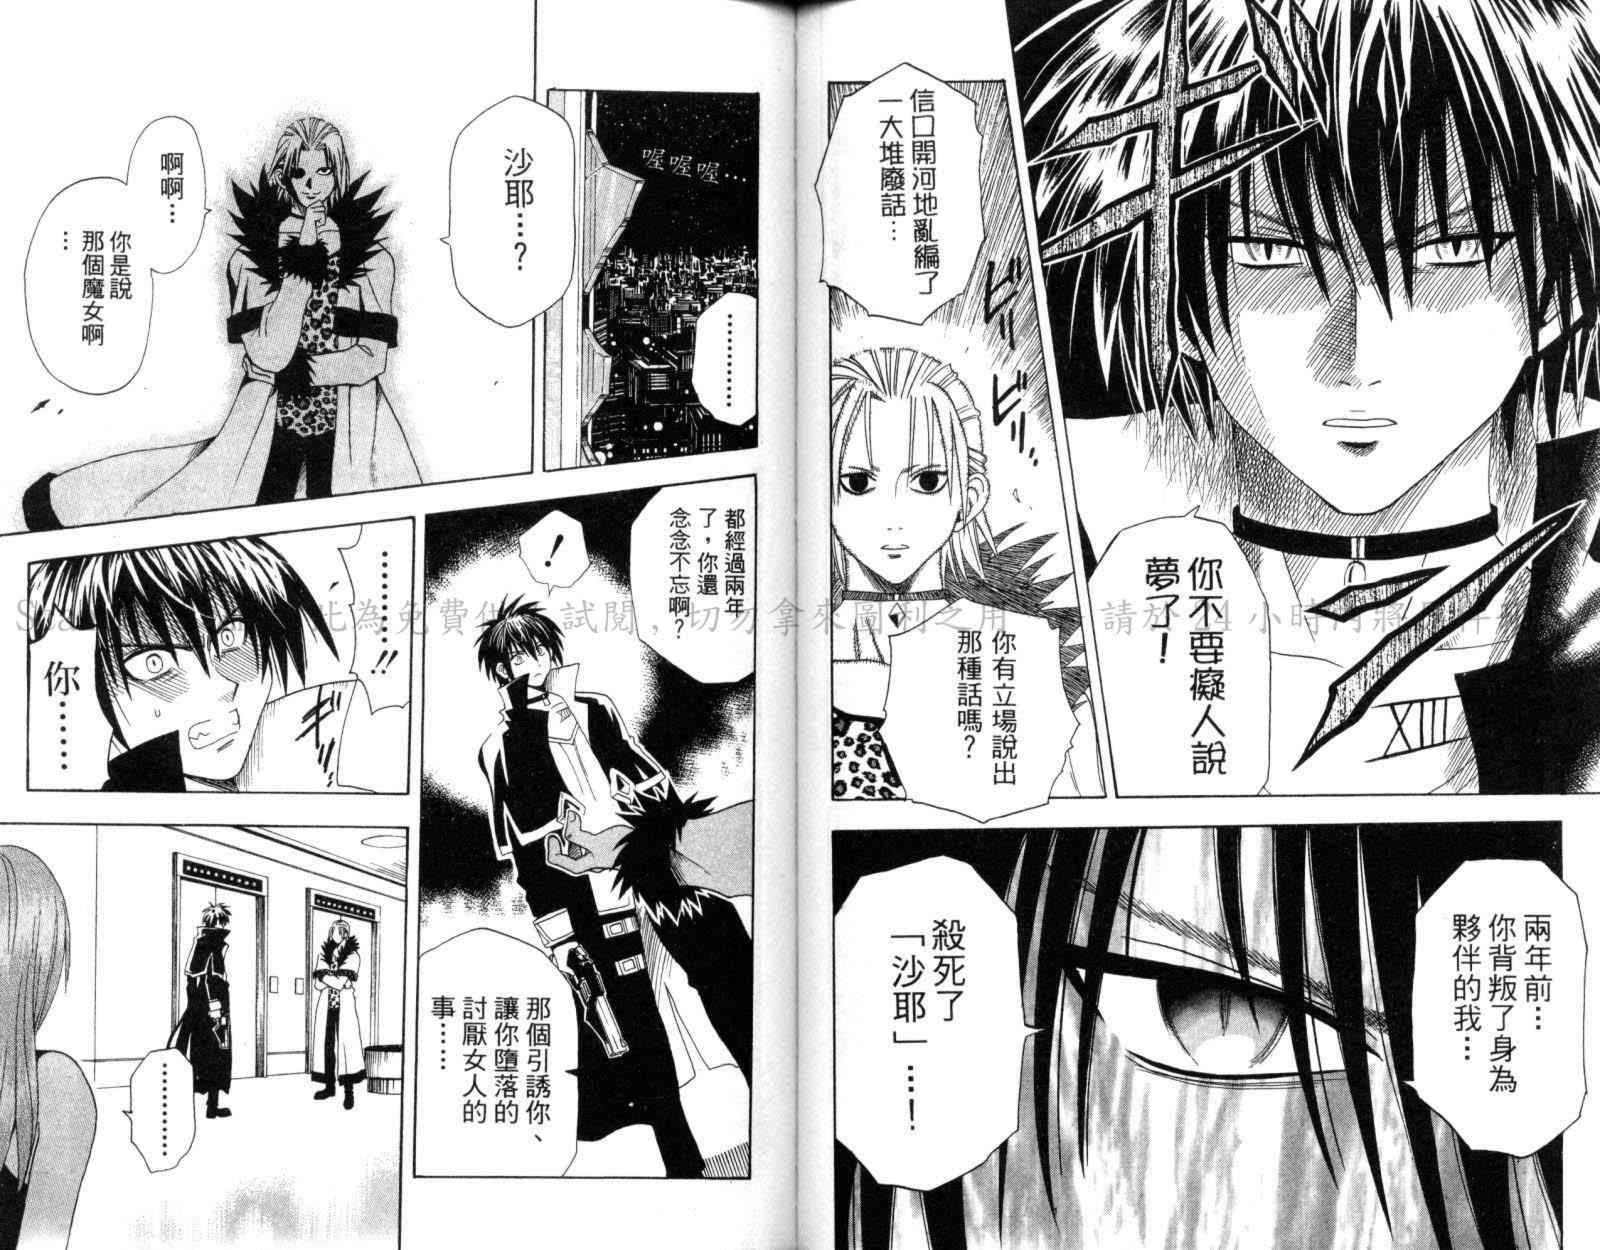 你不要癡人說
夢了！
XIII
信口開河地亂編了
一大堆廢話…
ビビビ
你有立場說出
那種話嗎？
兩年前…
你背叛了身為
夥伴的我…
殺死了
「沙耶」…！
喔喔喔…
…………
沙耶…？
啊啊…
你是說
那個魔女啊
…
都經過兩年
了，你還
念念不忘啊？
！
那個引誘你、
讓你墮落的
討厭女人的
事……
………!!
你……
…………
此為免費
試閱，切勿拿來圖利之用
請於24小時內將